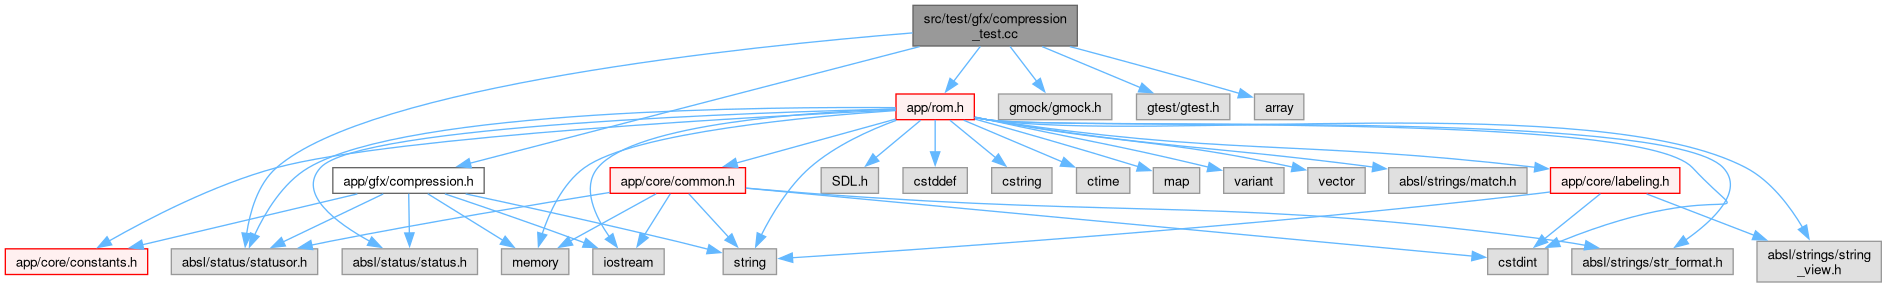 src/test/gfx/compression
_test.cc
app/rom.h
gmock/gmock.h
gtest/gtest.h
array
app/gfx/compression.h
app/core/common.h
SDL.h
cstddef
cstring
ctime
map
variant
vector
absl/strings/match.h
app/core/labeling.h
app/core/constants.h
absl/status/statusor.h
absl/status/status.h
memory
iostream
string
cstdint
absl/strings/str_format.h
absl/strings/string
_view.h